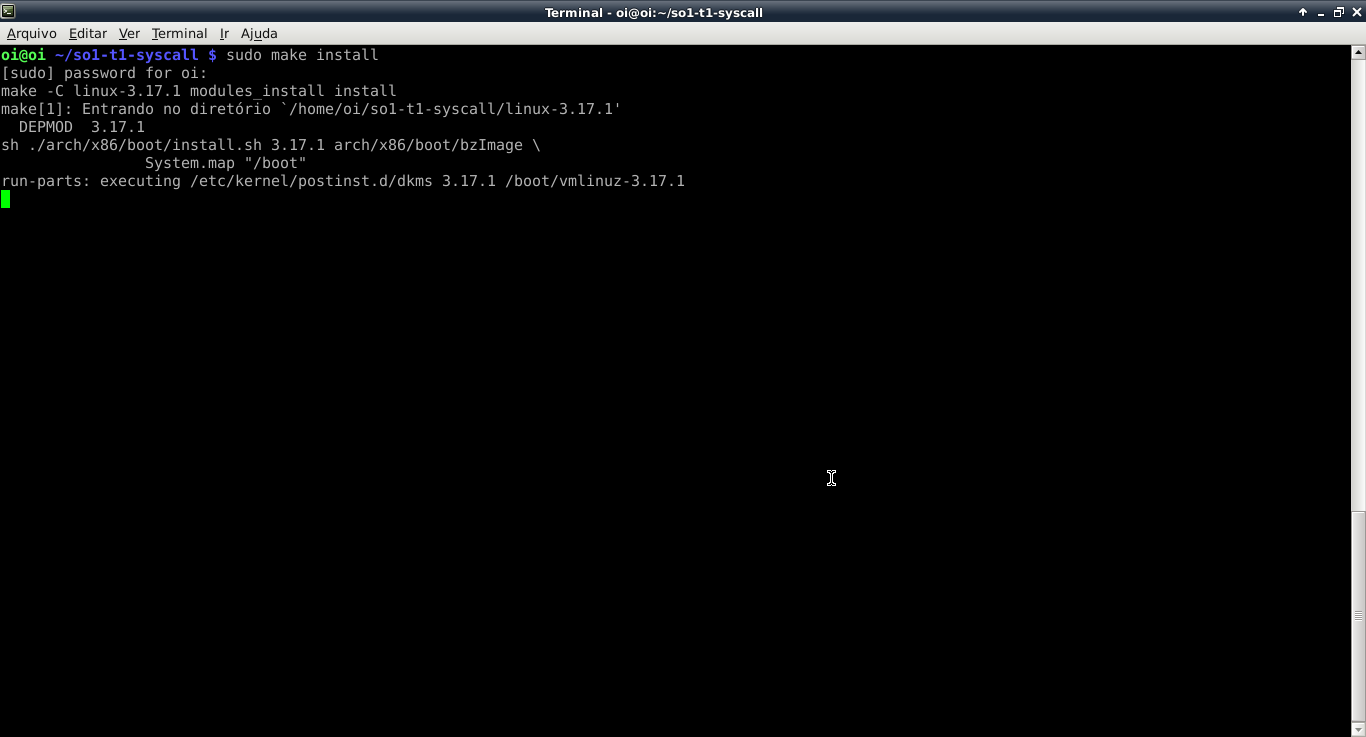 Terminal - oi@oi:~/so1-t1-syscall
Arquivo Editar Ver Terminal Ir Ajuda
oi@oi ~/so1-t1-syscall $ sudo make install
[sudo] password for oi:
make -C linux-3.17.1 modules_install install
make[1]: Entrando no diretório `/home/oi/so1-t1-syscall/linux-3.17.1'
  DEPMOD  3.17.1
sh ./arch/x86/boot/install.sh 3.17.1 arch/x86/boot/bzImage \
                System.map "/boot"
run-parts: executing /etc/kernel/postinst.d/dkms 3.17.1 /boot/vmlinuz-3.17.1